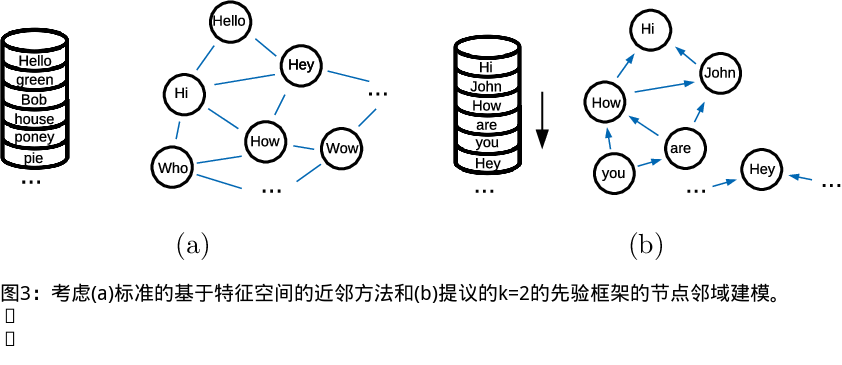 Hello
green
Bob
house
poney
pie
...
Hello
Hey
Hi
...
How
Wow
Who
...
(a)
Hi
John
How
are
you
Hey
...
Hi
John
How
are
you
Hey
...
...
(b)
图3：考虑(a)标准的基于特征空间的近邻方法和(b)提议的k=2的先验框架的节点邻域建模。